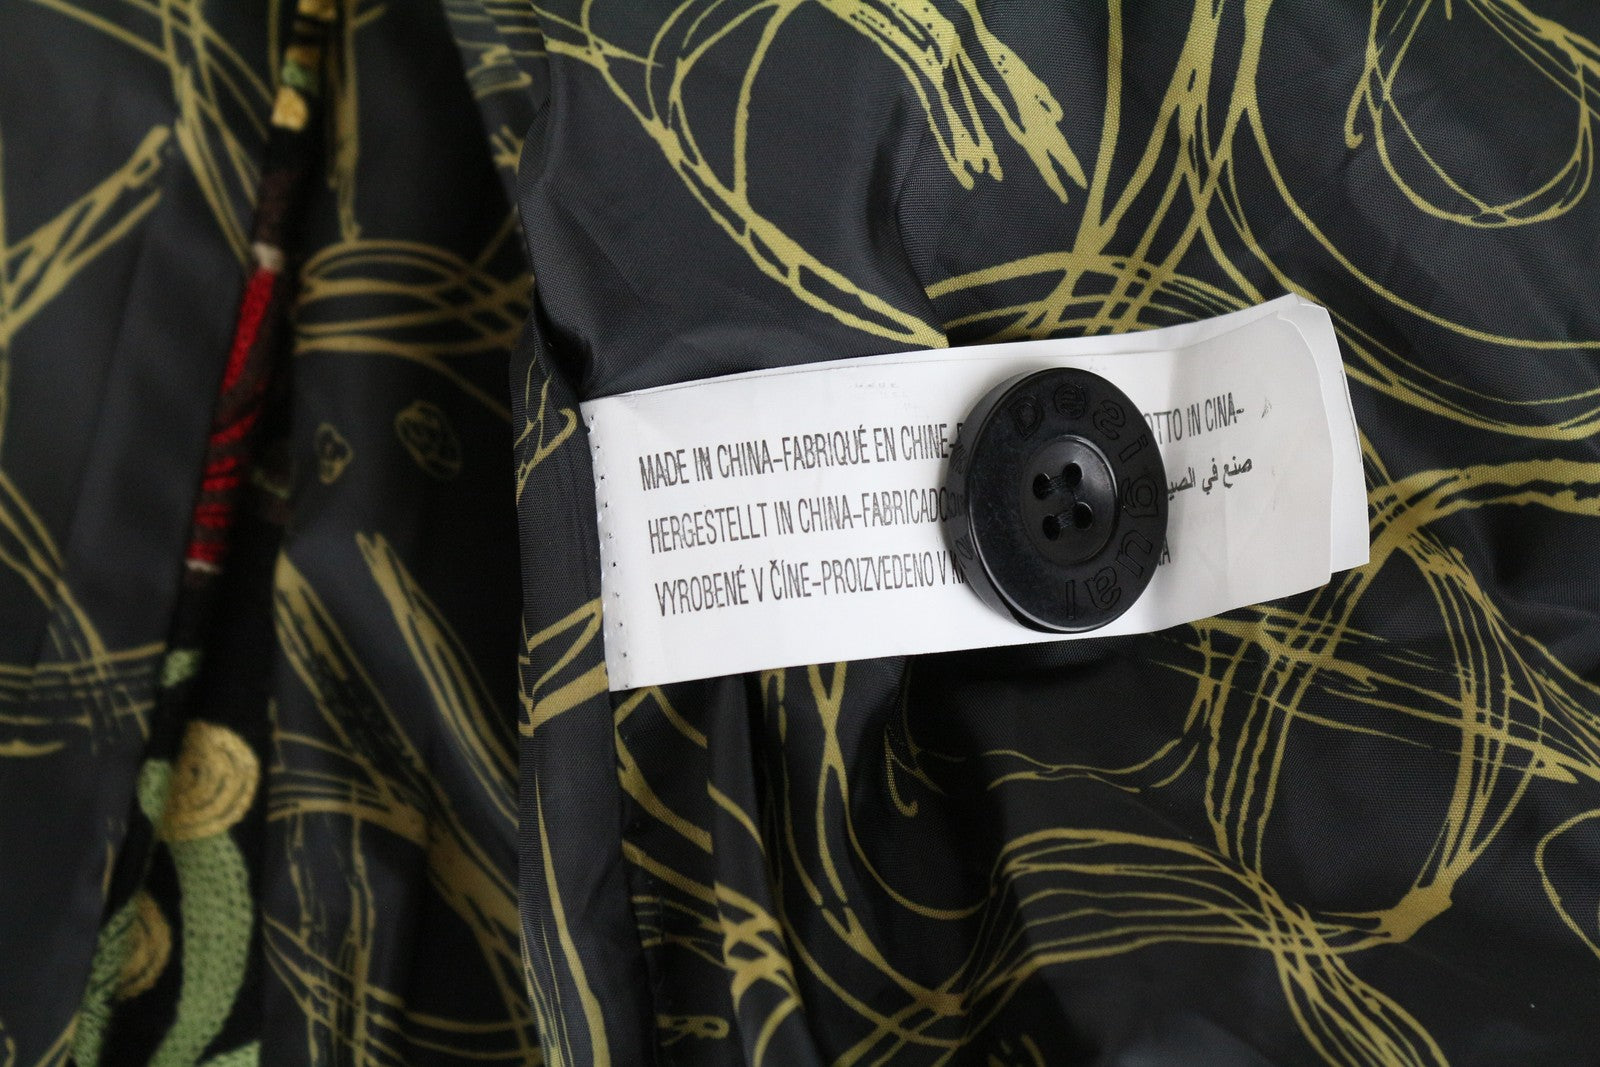 MADE IN CHINA-FABRIQUÉ EN CHINE- OTTO IN CINA-
HERGESTELLT IN CHINA-FABRICADO صنع في الصي
VYROBENÉ V ČÍNE-PROIZVEDENO V
Desigual